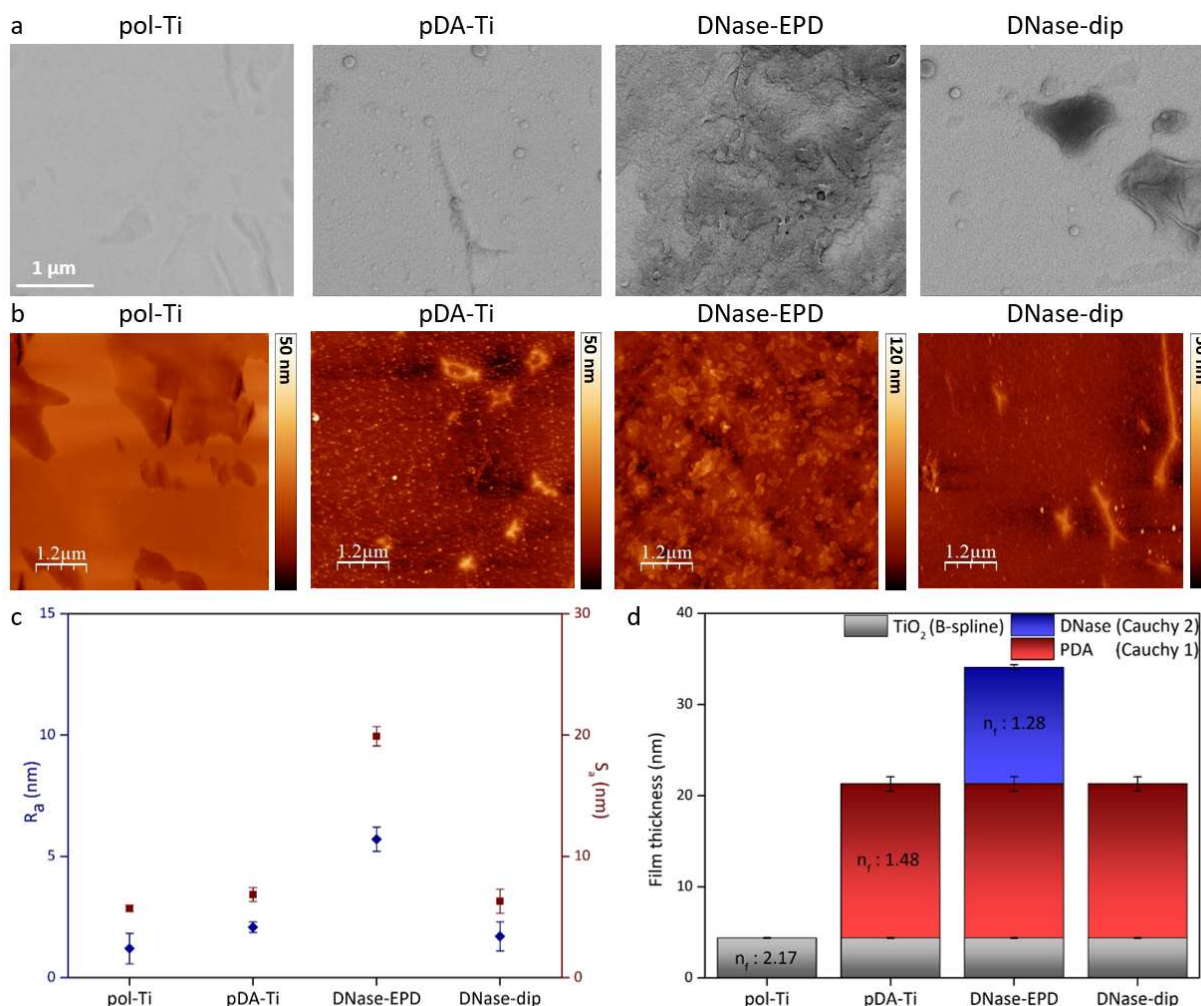 a
pol-Ti pDA-Ti DNase-EPD DNase-dip
1 µm
b
pol-Ti pDA-Ti DNase-EPD DNase-dip
50 nm 50 nm 120 nm
1.2µm 1.2µm 1.2µm 1.2µm
c
15
10
5
0
Ra (nm)
30
20
10
0
Sa (nm)
pol-Ti pDA-Ti DNase-EPD DNase-dip
d
40
30
20
10
0
Film thickness (nm)
TiO2 (B-spline)
DNase (Cauchy 2)
PDA (Cauchy 1)
nf : 1.28
nf : 1.48
nf : 2.17
pol-Ti pDA-Ti DNase-EPD DNase-dip